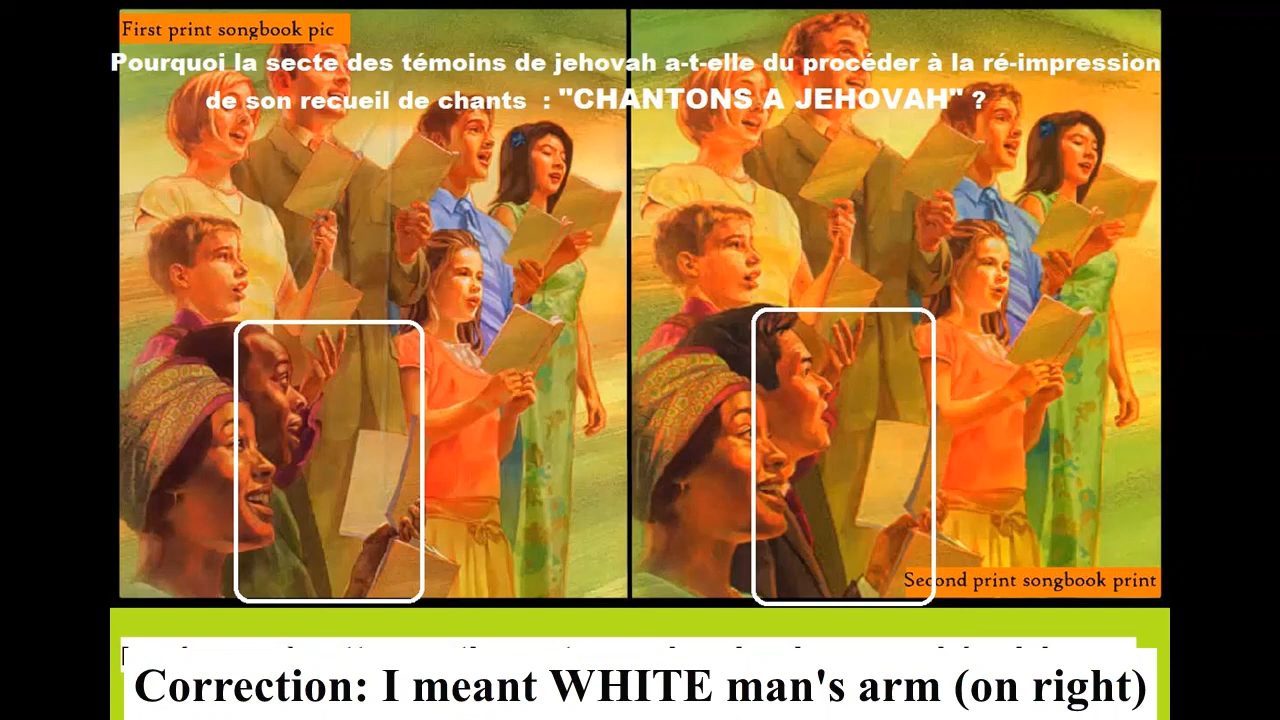 First print songbook pic
Pourquoi la secte des témoins de jehovah a-t-elle du procéder à la ré-impression
de son recueil de chants : "CHANTONS A JEHOVAH" ?
Second print songbook print
Correction: I meant WHITE man's arm (on right)